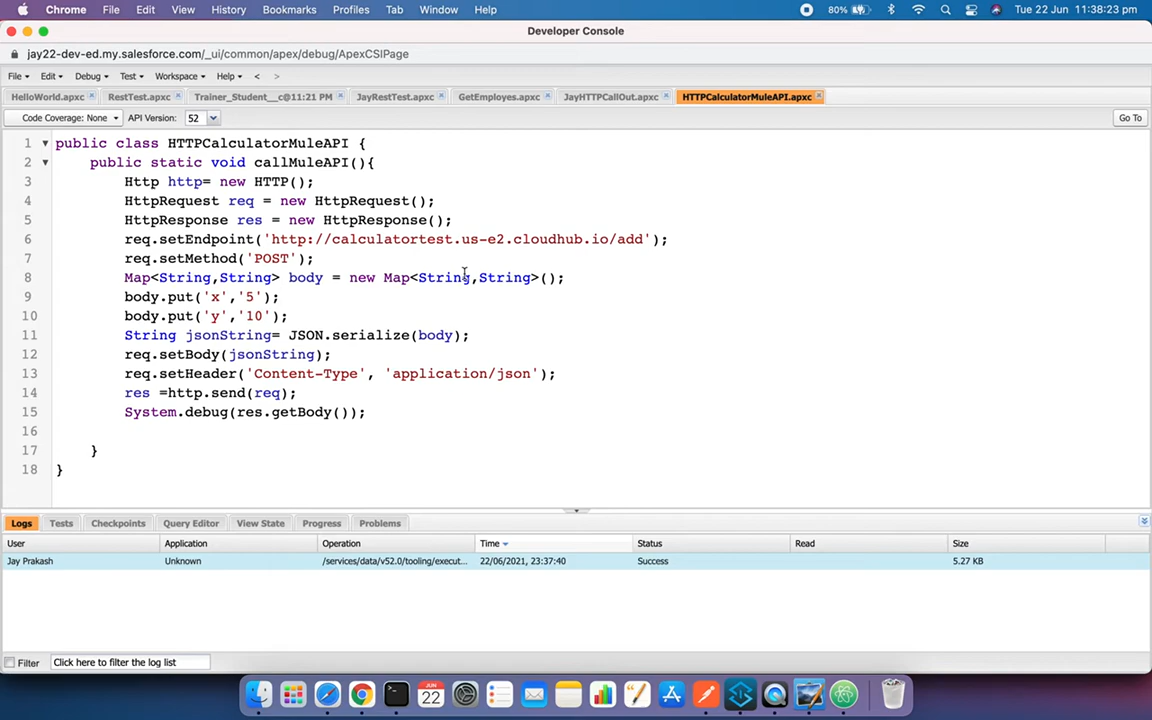 Chrome File Edit View History Bookmarks Profiles Tab Window Help 80% Tue 22 Jun 11:38:23 pm
Developer Console
jay22-dev-ed.my.salesforce.com/_ui/common/apex/debug/ApexCSIPage
File Edit Debug Test Workspace Help < >
HelloWorld.apxc RestTest.apxc Trainer_Student__c@11:21 PM JayRestTest.apxc GetEmployes.apxc JayHTTPCallOut.apxc HTTPCalculatorMuleAPI.apxc
Code Coverage: None API Version: 52 Go To
1 public class HTTPCalculatorMuleAPI {
2 public static void callMuleAPI(){
3 Http http= new HTTP();
4 HttpRequest req = new HttpRequest();
5 HttpResponse res = new HttpResponse();
6 req.setEndpoint('http://calculatortest.us-e2.cloudhub.io/add');
7 req.setMethod('POST');
8 Map<String,String> body = new Map<String,String>();
9 body.put('x','5');
10 body.put('y','10');
11 String jsonString= JSON.serialize(body);
12 req.setBody(jsonString);
13 req.setHeader('Content-Type', 'application/json');
14 res =http.send(req);
15 System.debug(res.getBody());
16
17 }
18 }
Logs Tests Checkpoints Query Editor View State Progress Problems
User Application Operation Time Status Read Size
Jay Prakash Unknown /services/data/v52.0/tooling/execut... 22/06/2021, 23:37:40 Success 5.27 KB
Filter Click here to filter the log list
JUN
22